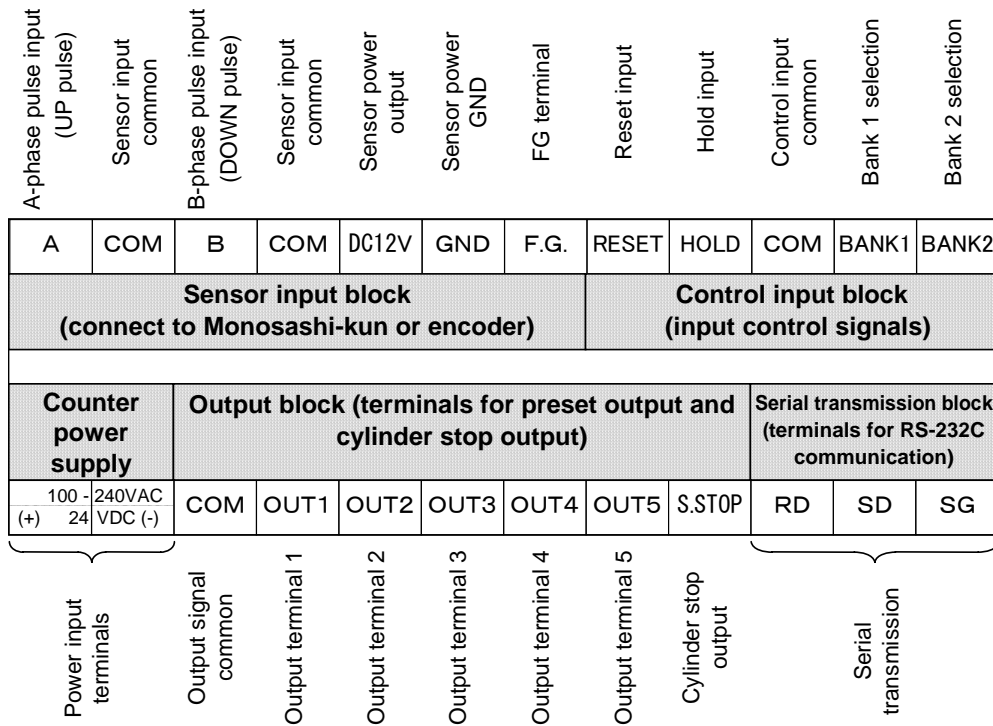 A-phase pulse input
(UP pulse)
Sensor input
common
B-phase pulse input
(DOWN pulse)
Sensor input
common
Sensor power
output
Sensor power
GND
FG terminal
Reset input
Hold input
Control input
common
Bank 1 selection
Bank 2 selection
A COM B COM DC12V GND F.G. RESET HOLD COM BANK1 BANK2
Sensor input block
(connect to Monosashi-kun or encoder)
Control input block
(input control signals)
Counter
power
supply
Output block (terminals for preset output and
cylinder stop output)
Serial transmission block
(terminals for RS-232C
communication)
100 - 240VAC
(+) 24 VDC (-)
COM OUT1 OUT2 OUT3 OUT4 OUT5 S.STOP RD SD SG
Power input
terminals
Output signal
common
Output terminal 1
Output terminal 2
Output terminal 3
Output terminal 4
Output terminal 5
Cylinder stop
output
Serial
transmission